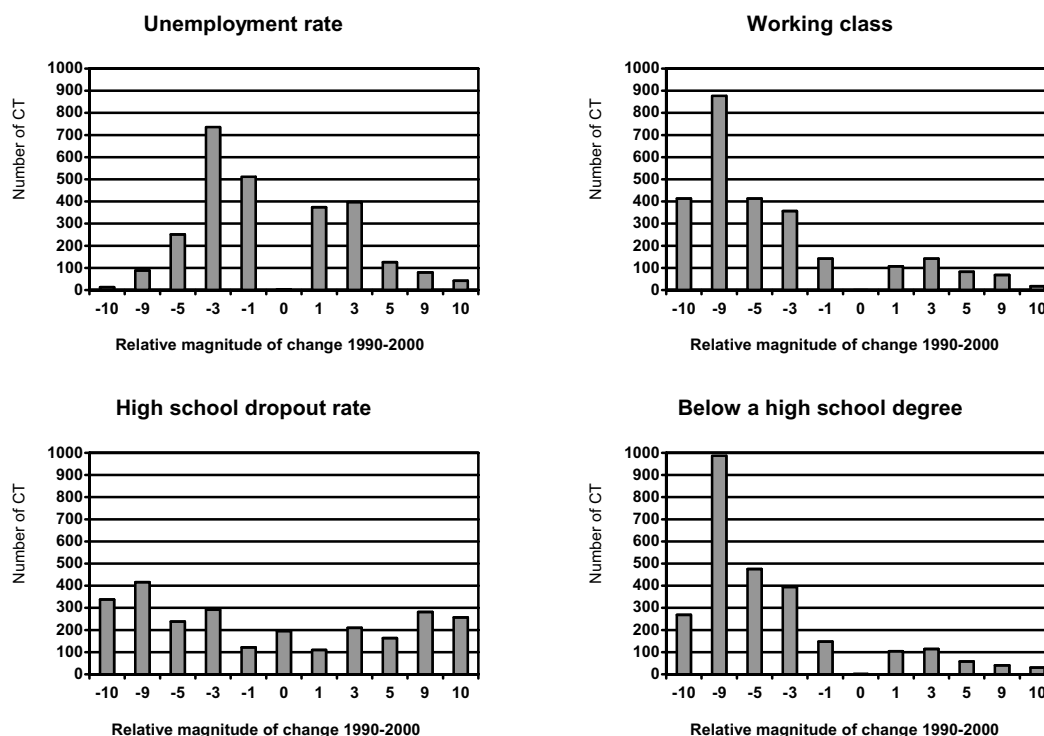 Unemployment rate
Number of CT
1000
900
800
700
600
500
400
300
200
100
0
-10 -9 -5 -3 -1 0 1 3 5 9 10
Relative magnitude of change 1990-2000
Working class
Number of CT
1000
900
800
700
600
500
400
300
200
100
0
-10 -9 -5 -3 -1 0 1 3 5 9 10
Relative magnitude of change 1990-2000
High school dropout rate
Number of CT
1000
900
800
700
600
500
400
300
200
100
0
-10 -9 -5 -3 -1 0 1 3 5 9 10
Relative magnitude of change 1990-2000
Below a high school degree
Number of CT
1000
900
800
700
600
500
400
300
200
100
0
-10 -9 -5 -3 -1 0 1 3 5 9 10
Relative magnitude of change 1990-2000